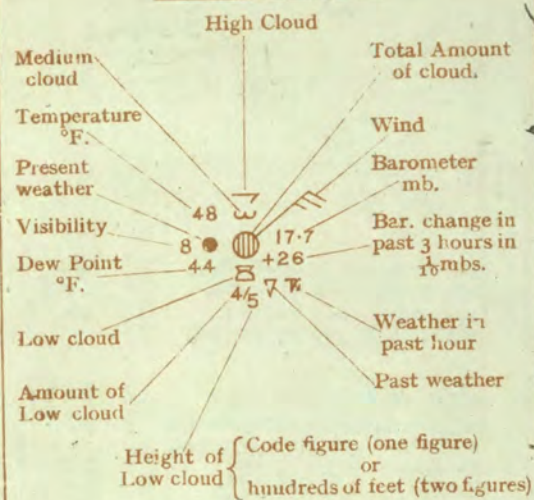 High Cloud
Medium
cloud
Total Amount
of cloud.
Temperature
°F.
Wind
Present
weather
Barometer
mb.
48
Visibility
8
17·7
Bar. change in
past 3 hours in
1/10 mbs.
+26
Dew Point
°F.
44
4/5
Low cloud
Weather in
past hour
Amount of
Low cloud
Past weather
Height of
Low cloud
Code figure (one figure)
or
hundreds of feet (two figures)